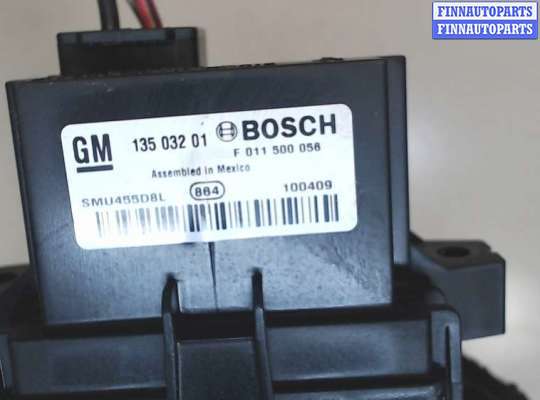 FINNAUTOPARTS
FINNAUTOPARTS
GM 135 032 01 BOSCH
F 011 500 056
Assembled in Mexico
SMU455D8L 864 100409